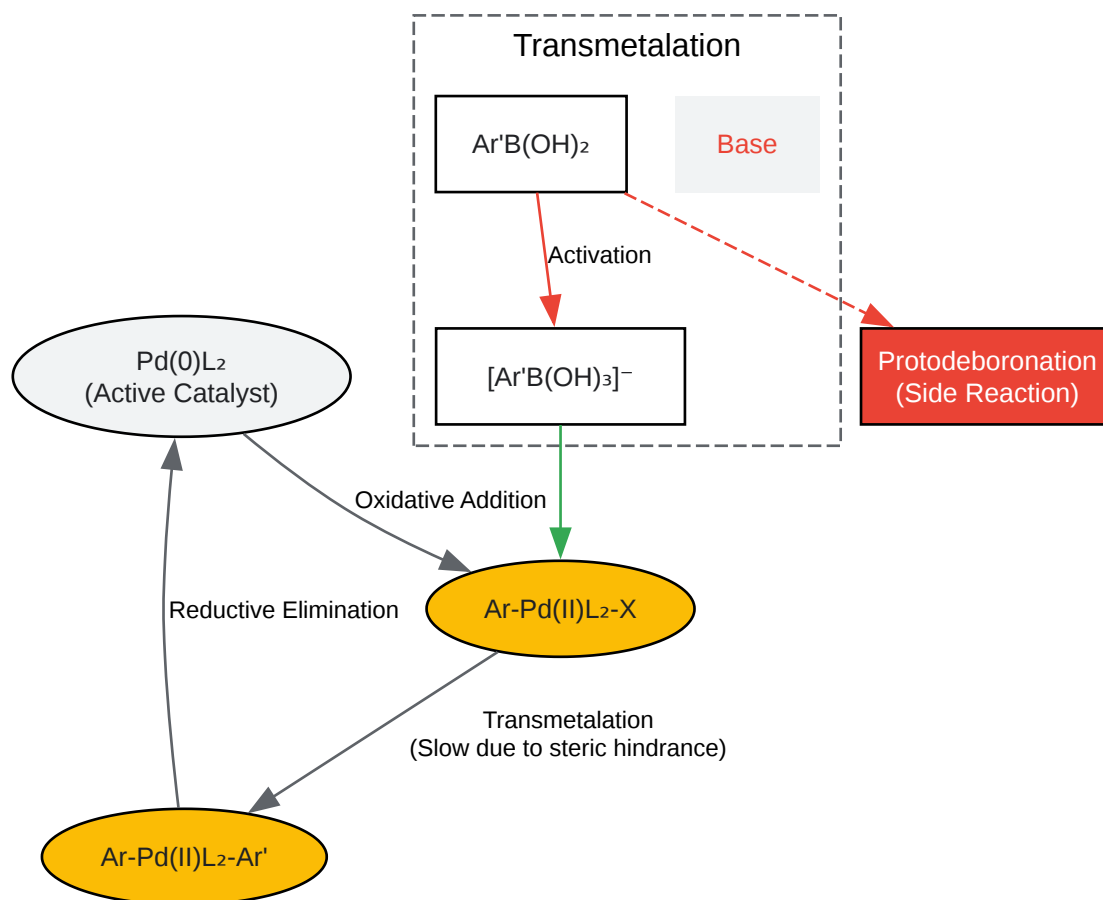 Transmetalation
Ar'B(OH)₂
Base
Activation
Pd(0)L₂
(Active Catalyst)
[Ar'B(OH)₃]⁻
Protodeboronation
(Side Reaction)
Oxidative Addition
Reductive Elimination
Ar-Pd(II)L₂-X
Transmetalation
(Slow due to steric hindrance)
Ar-Pd(II)L₂-Ar'